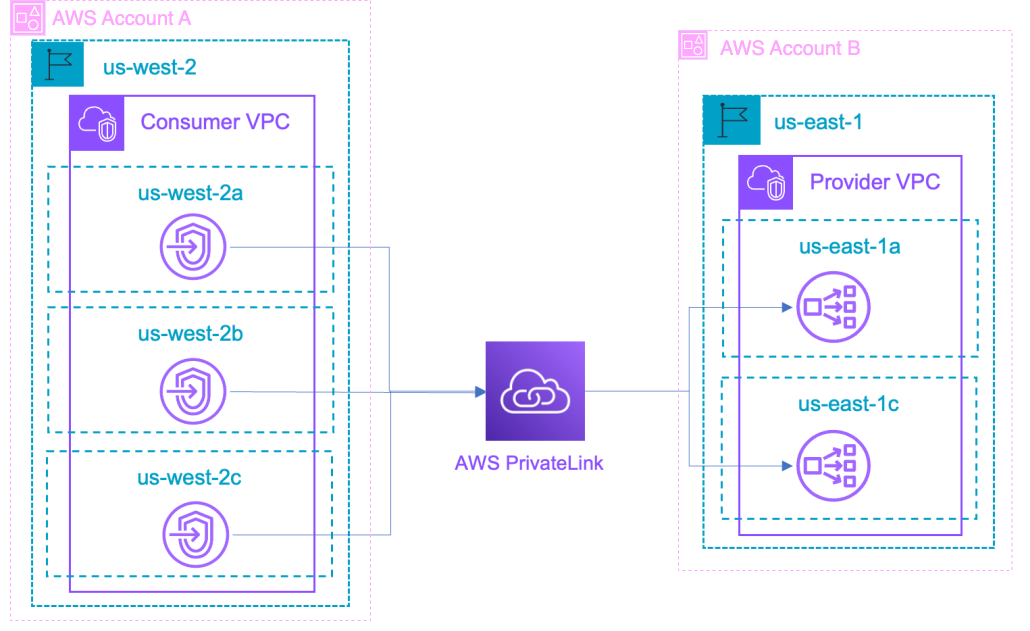 AWS Account A
us-west-2
Consumer VPC
us-west-2a
us-west-2b
us-west-2c
AWS PrivateLink
AWS Account B
us-east-1
Provider VPC
us-east-1a
us-east-1c